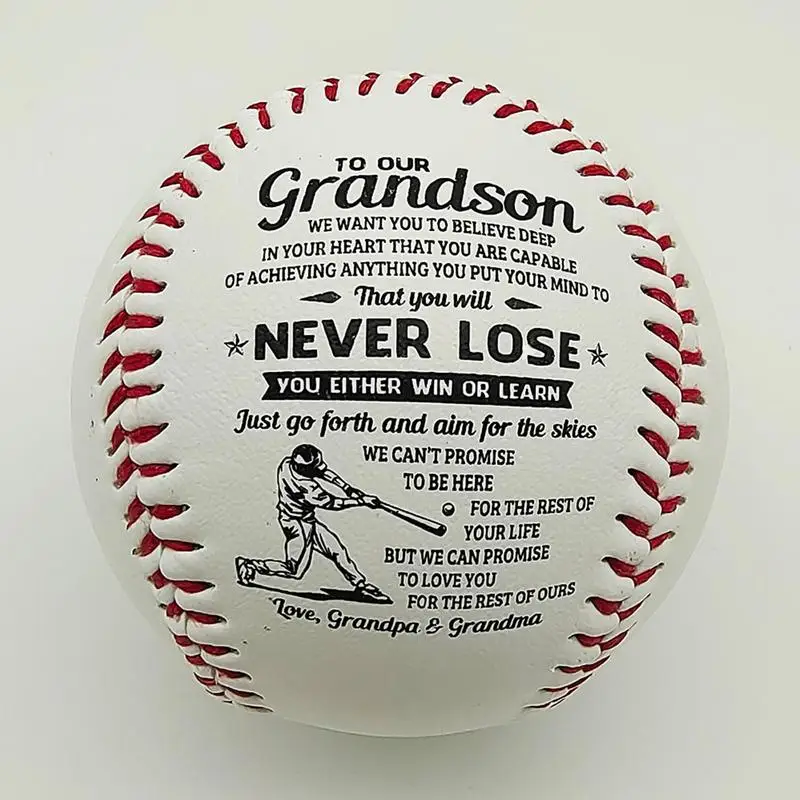 TO OUR
Grandson
WE WANT YOU TO BELIEVE DEEP
IN YOUR HEART THAT YOU ARE CAPABLE
OF ACHIEVING ANYTHING YOU PUT YOUR MIND TO
That you will
NEVER LOSE
YOU EITHER WIN OR LEARN
Just go forth and aim for the skies
WE CAN'T PROMISE
TO BE HERE
FOR THE REST OF
YOUR LIFE
BUT WE CAN PROMISE
TO LOVE YOU
FOR THE REST OF OURS
Love, Grandpa & Grandma